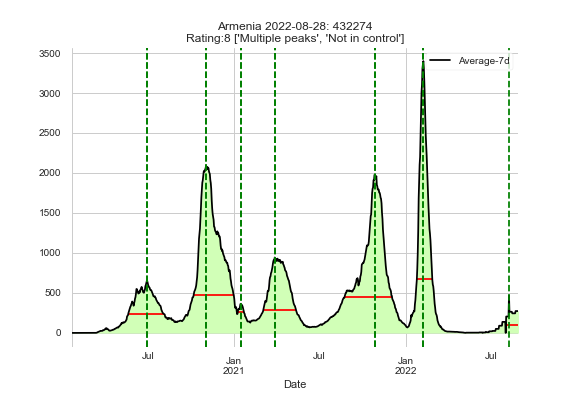 Armenia 2022-08-28: 432274
Rating:8 ['Multiple peaks', 'Not in control']
Average-7d
3500
3000
2500
2000
1500
1000
500
0
Jul
Jan
2021
Jul
Jan
2022
Jul
Date